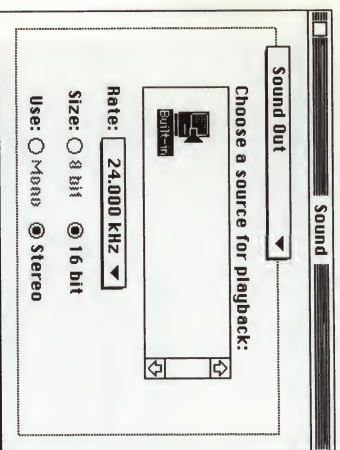 Sound
Sound Out
Choose a source for playback:
Built-in
Rate: 24.000 kHz
Size: 8 bit 16 bit
Use: Mono Stereo